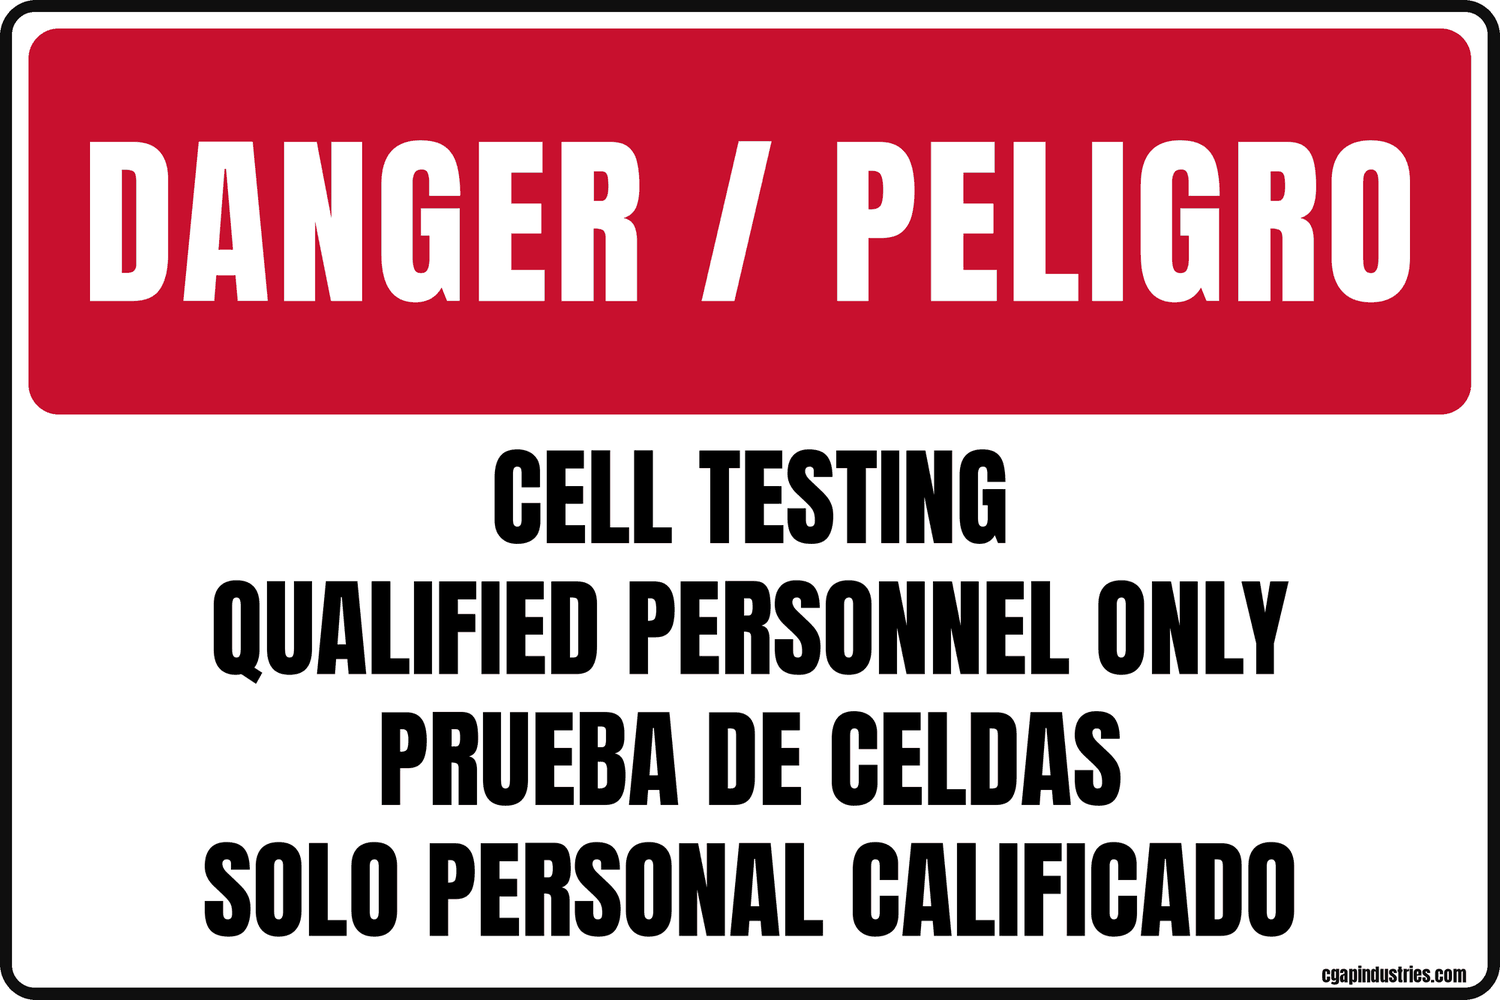 DANGER / PELIGRO
CELL TESTING
QUALIFIED PERSONNEL ONLY
PRUEBA DE CELDAS
SOLO PERSONAL CALIFICADO
cgapindustries.com